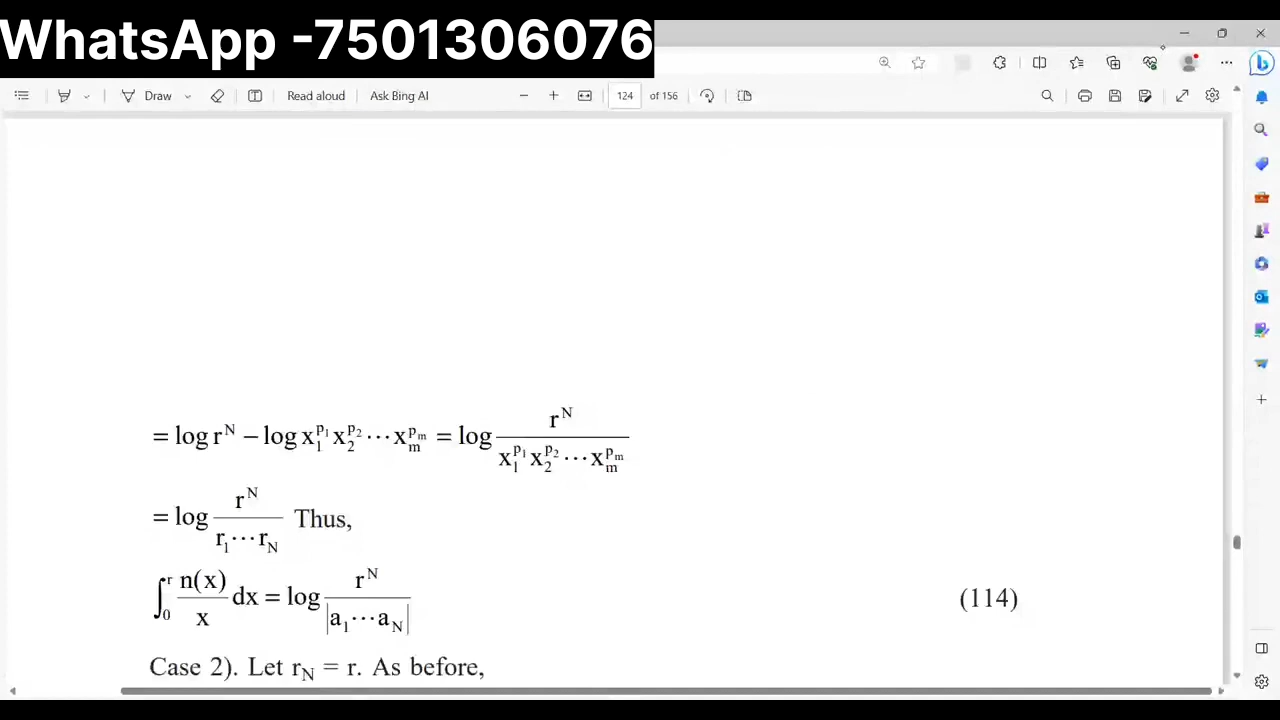 WhatsApp -7501306076
Draw Read aloud Ask Bing AI 124 of 156
= log r^N − log x_1^{p_1} x_2^{p_2} ⋯ x_m^{p_m} = log r^N / (x_1^{p_1} x_2^{p_2} ⋯ x_m^{p_m})
= log r^N / (r_1 ⋯ r_N) Thus,
∫_0^r n(x)/x dx = log r^N / |a_1 ⋯ a_N| (114)
Case 2). Let r_N = r. As before,